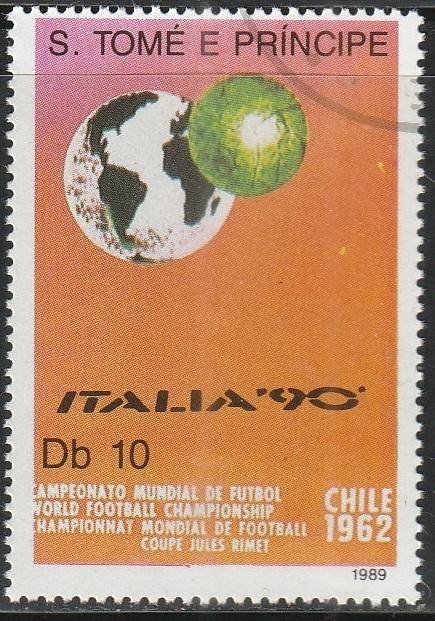 S. TOMÉ E PRÍNCIPE
ITALIA'90
Db 10
CAMPEONATO MUNDIAL DE FUTBOL
WORLD FOOTBALL CHAMPIONSHIP
CHAMPIONNAT MONDIAL DE FOOTBALL
COUPE JULES RIMET
CHILE
1962
1989